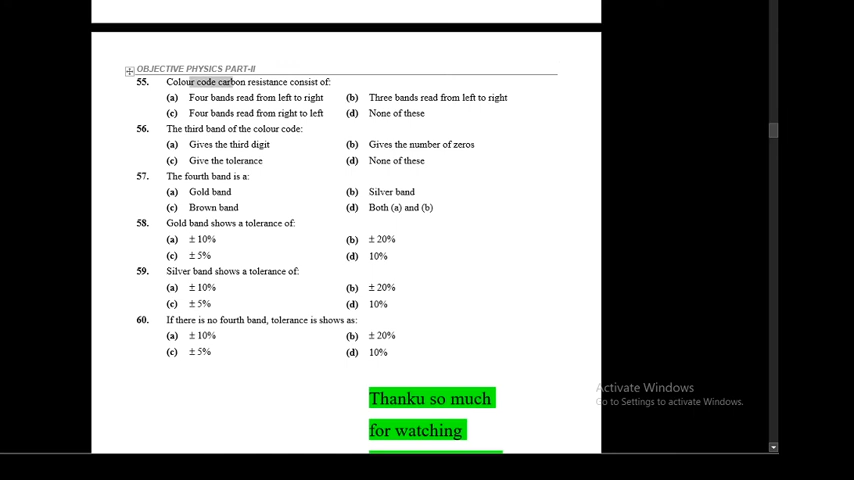 OBJECTIVE PHYSICS PART-II
55. Colour code carbon resistance consist of:
(a) Four bands read from left to right (b) Three bands read from left to right
(c) Four bands read from right to left (d) None of these
56. The third band of the colour code:
(a) Gives the third digit (b) Gives the number of zeros
(c) Give the tolerance (d) None of these
57. The fourth band is a:
(a) Gold band (b) Silver band
(c) Brown band (d) Both (a) and (b)
58. Gold band shows a tolerance of:
(a) ± 10% (b) ± 20%
(c) ± 5% (d) 10%
59. Silver band shows a tolerance of:
(a) ± 10% (b) ± 20%
(c) ± 5% (d) 10%
60. If there is no fourth band, tolerance is shows as:
(a) ± 10% (b) ± 20%
(c) ± 5% (d) 10%
Activate Windows
Go to Settings to activate Windows.
Thanku so much
for watching